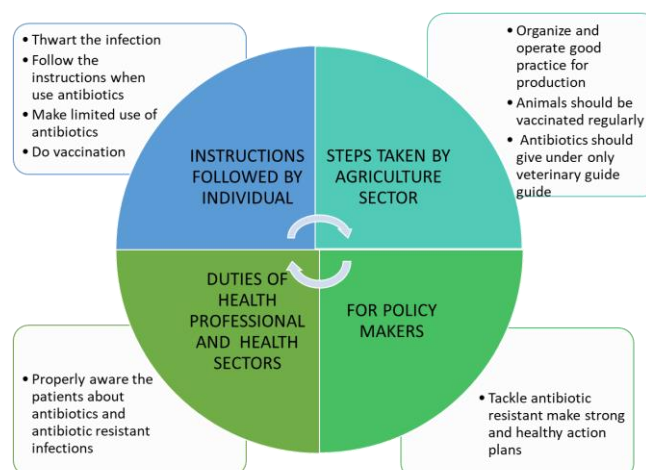 • Thwart the infection
• Follow the
instructions when
use antibiotics
• Make limited use of
antibiotics
• Do vaccination
INSTRUCTIONS
FOLLOWED BY
INDIVIDUAL
• Organize and
operate good
practice for
production
• Animals should be
vaccinated regularly
• Antibiotics should
give under only
veterinary guide
guide
STEPS TAKEN BY
AGRICULTURE
SECTOR
DUTIES OF
HEALTH
PROFESSIONAL
AND HEALTH
SECTORS
• Properly aware the
patients about
antibiotics and
antibiotic resistant
infections
FOR POLICY
MAKERS
• Tackle antibiotic
resistant make strong
and healthy action
plans